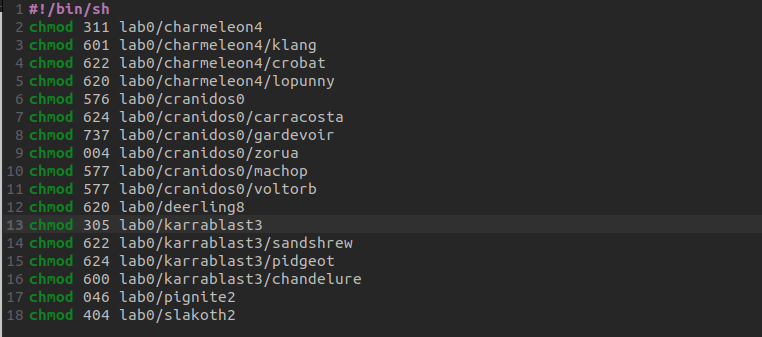 1 #!/bin/sh
2 chmod 311 lab0/charmeleon4
3 chmod 601 lab0/charmeleon4/klang
4 chmod 622 lab0/charmeleon4/crobat
5 chmod 620 lab0/charmeleon4/lopunny
6 chmod 576 lab0/cranidos0
7 chmod 624 lab0/cranidos0/carracosta
8 chmod 737 lab0/cranidos0/gardevoir
9 chmod 004 lab0/cranidos0/zorua
10 chmod 577 lab0/cranidos0/machop
11 chmod 577 lab0/cranidos0/voltorb
12 chmod 620 lab0/deerling8
13 chmod 305 lab0/karrablast3
14 chmod 622 lab0/karrablast3/sandshrew
15 chmod 624 lab0/karrablast3/pidgeot
16 chmod 600 lab0/karrablast3/chandelure
17 chmod 046 lab0/pignite2
18 chmod 404 lab0/slakoth2